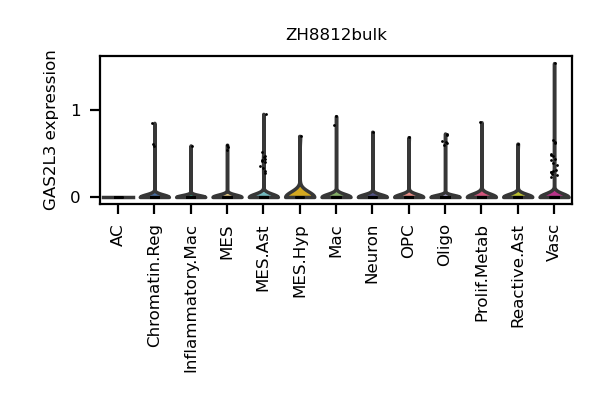 ZH8812bulk
GAS2L3 expression
1
0
AC
Chromatin.Reg
Inflammatory.Mac
MES
MES.Ast
MES.Hyp
Mac
Neuron
OPC
Oligo
Prolif.Metab
Reactive.Ast
Vasc